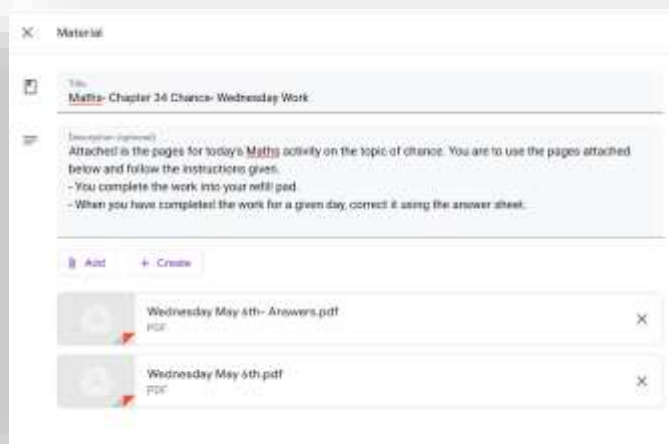 Material
Title
Maths- Chapter 34 Chance- Wednesday Work
Description (optional)
Attached is the pages for today's Maths activity on the topic of chance. You are to use the pages attached
below and follow the instructions given.
- You complete the work into your refill pad
- When you have completed the work for a given day, correct it using the answer sheet.
Add
+ Create
Wednesday May 6th- Answers.pdf
PDF
Wednesday May 6th.pdf
PDF